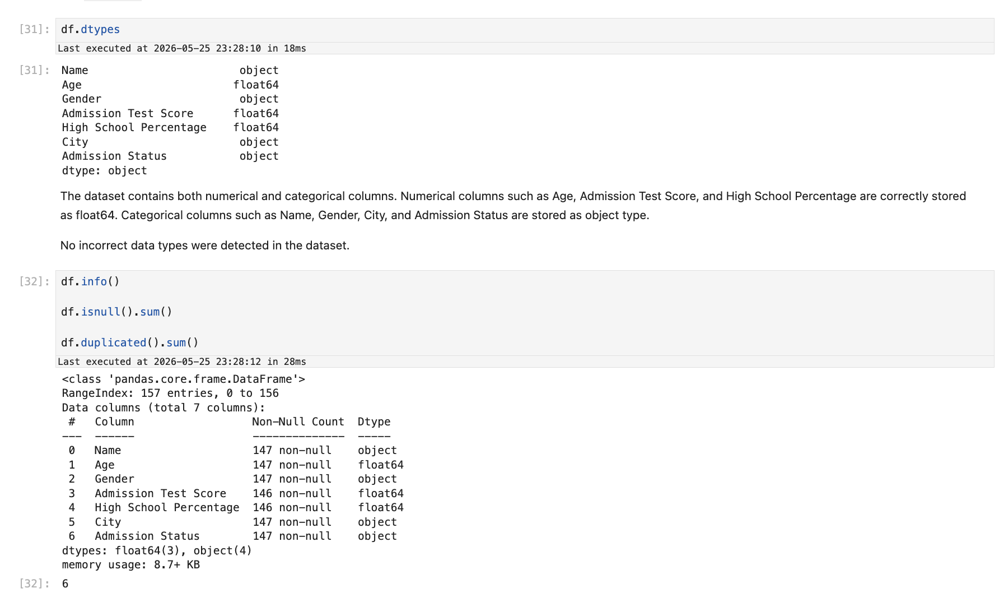 [31]: df.dtypes
Last executed at 2026-05-25 23:28:10 in 18ms
[31]: Name                      object
Age                      float64
Gender                    object
Admission Test Score     float64
High School Percentage   float64
City                      object
Admission Status          object
dtype: object
The dataset contains both numerical and categorical columns. Numerical columns such as Age, Admission Test Score, and High School Percentage are correctly stored
as float64. Categorical columns such as Name, Gender, City, and Admission Status are stored as object type.
No incorrect data types were detected in the dataset.
[32]: df.info()
df.isnull().sum()
df.duplicated().sum()
Last executed at 2026-05-25 23:28:12 in 28ms
<class 'pandas.core.frame.DataFrame'>
RangeIndex: 157 entries, 0 to 156
Data columns (total 7 columns):
 #   Column                  Non-Null Count  Dtype
---  ------                  --------------  -----
 0   Name                    147 non-null    object
 1   Age                     147 non-null    float64
 2   Gender                  147 non-null    object
 3   Admission Test Score    146 non-null    float64
 4   High School Percentage  146 non-null    float64
 5   City                    147 non-null    object
 6   Admission Status        147 non-null    object
dtypes: float64(3), object(4)
memory usage: 8.7+ KB
[32]: 6